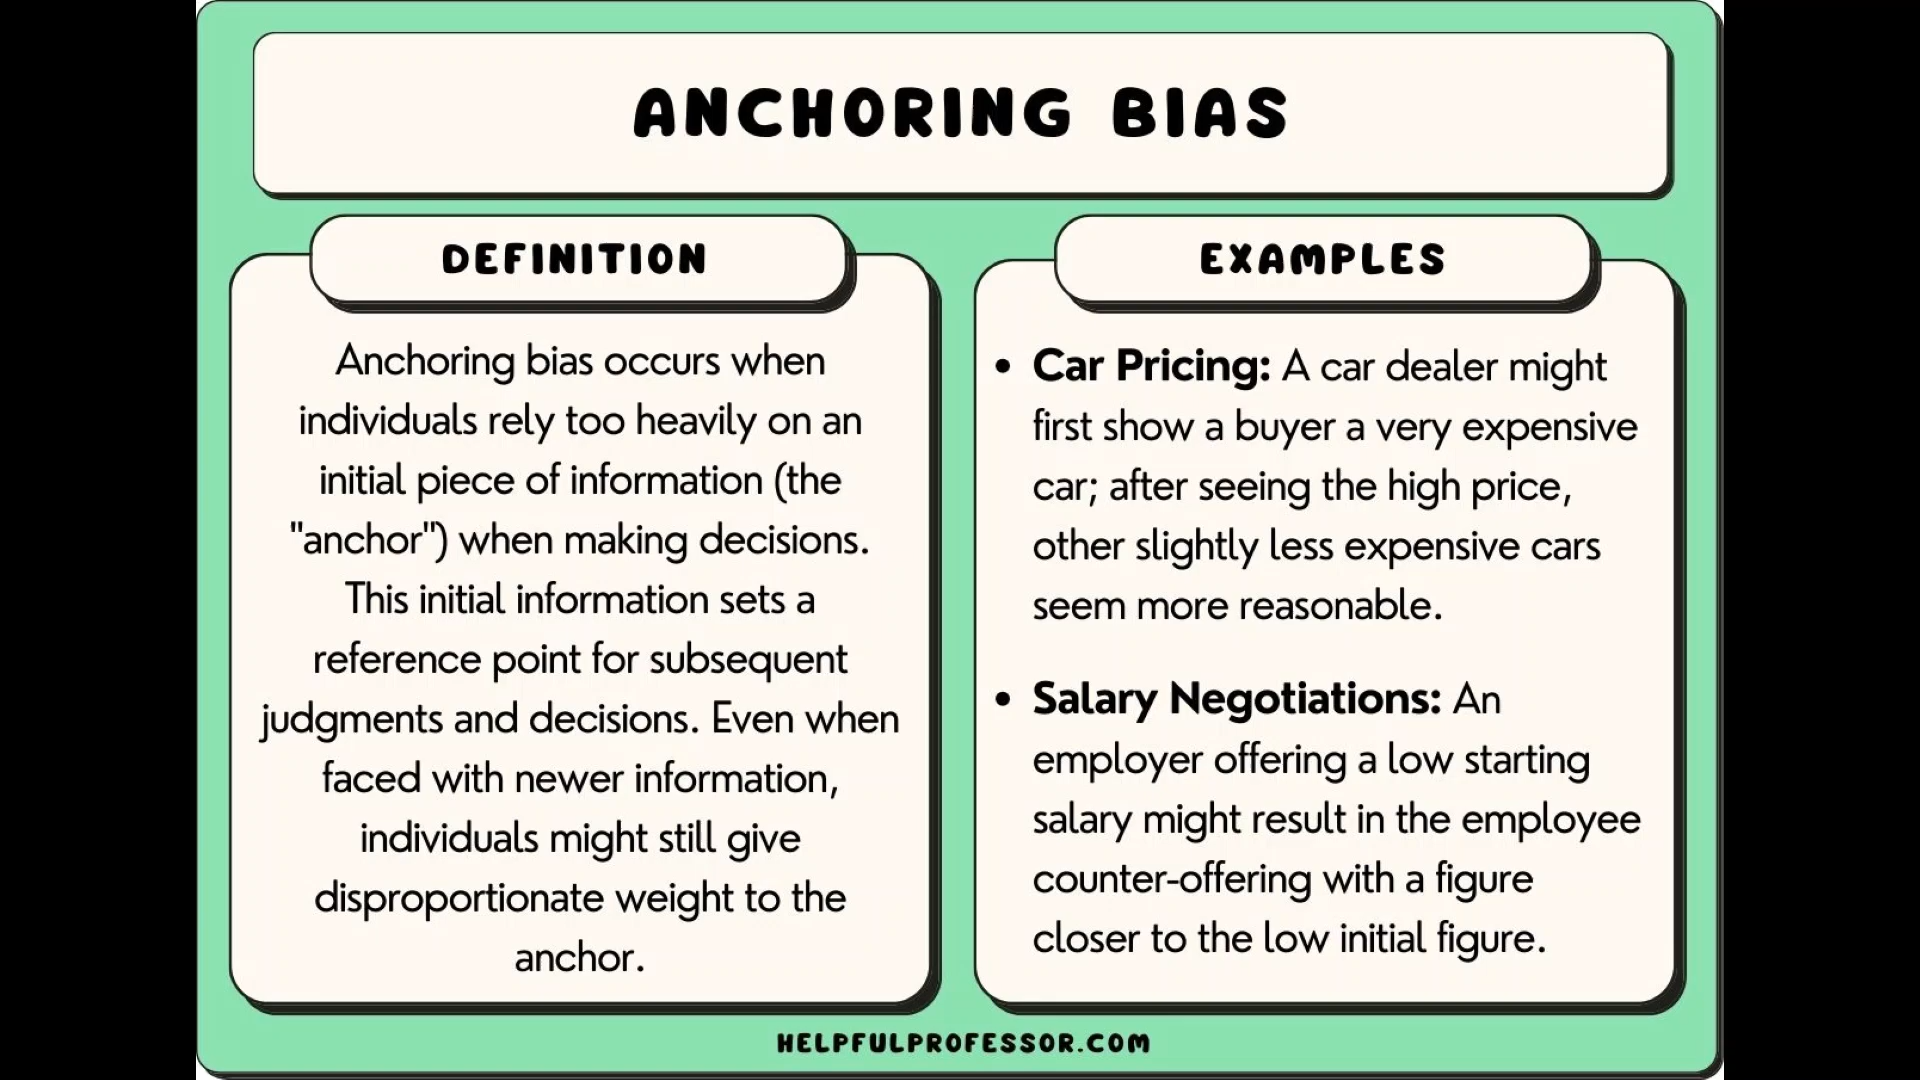 ANCHORING BIAS
DEFINITION
Anchoring bias occurs when
individuals rely too heavily on an
initial piece of information (the
"anchor") when making decisions.
This initial information sets a
reference point for subsequent
judgments and decisions. Even when
faced with newer information,
individuals might still give
disproportionate weight to the
anchor.
EXAMPLES
• Car Pricing: A car dealer might
first show a buyer a very expensive
car; after seeing the high price,
other slightly less expensive cars
seem more reasonable.
• Salary Negotiations: An
employer offering a low starting
salary might result in the employee
counter-offering with a figure
closer to the low initial figure.
HELPFULPROFESSOR.COM